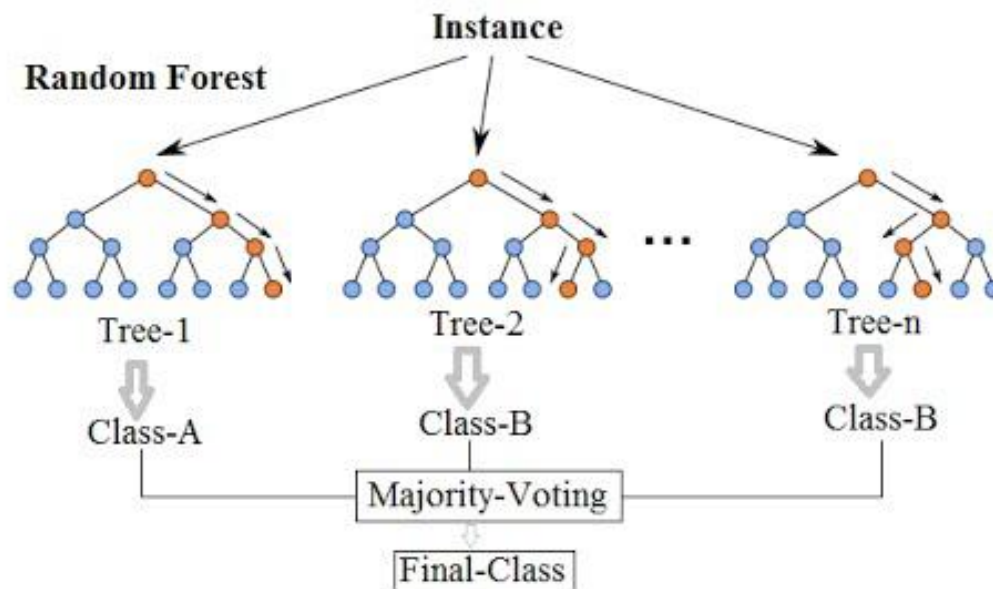 Instance
Random Forest
...
Tree-1
Tree-2
Tree-n
Class-A
Class-B
Class-B
Majority-Voting
Final-Class